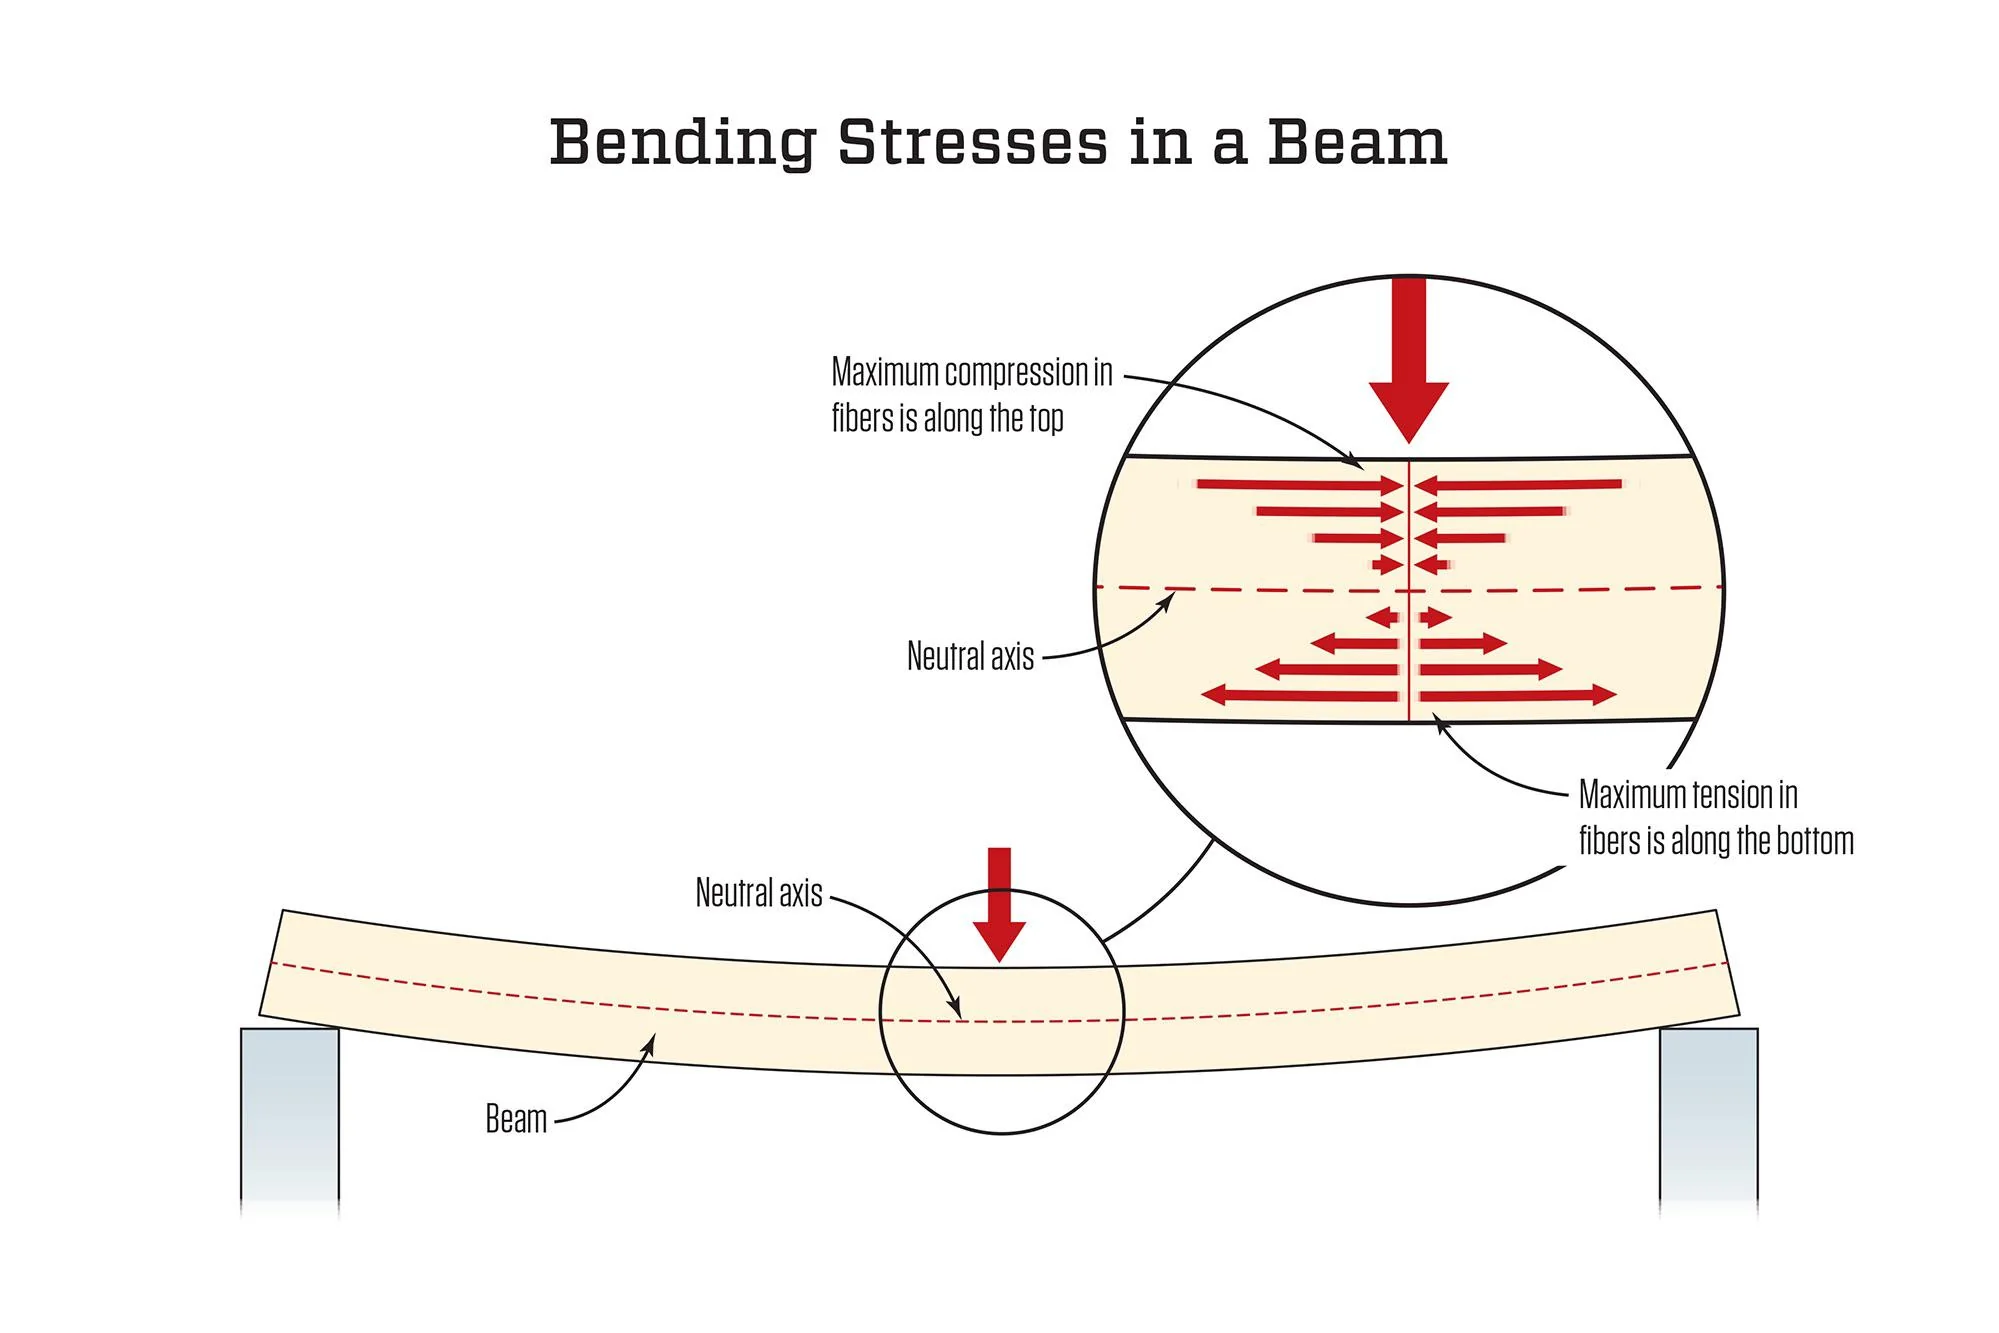 Bending Stresses in a Beam
Maximum compression in
fibers is along the top
Neutral axis
Maximum tension in
fibers is along the bottom
Neutral axis
Beam